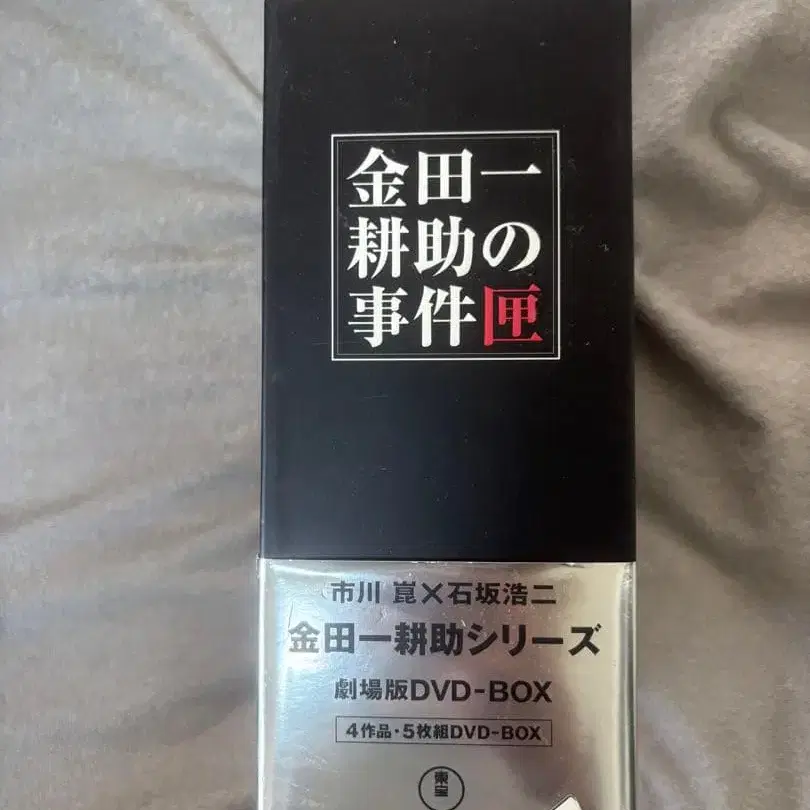 金田一
耕助の
事件匣
市川 崑×石坂浩二
金田一耕助シリーズ
劇場版DVD-BOX
4作品・5枚組DVD-BOX
東宝